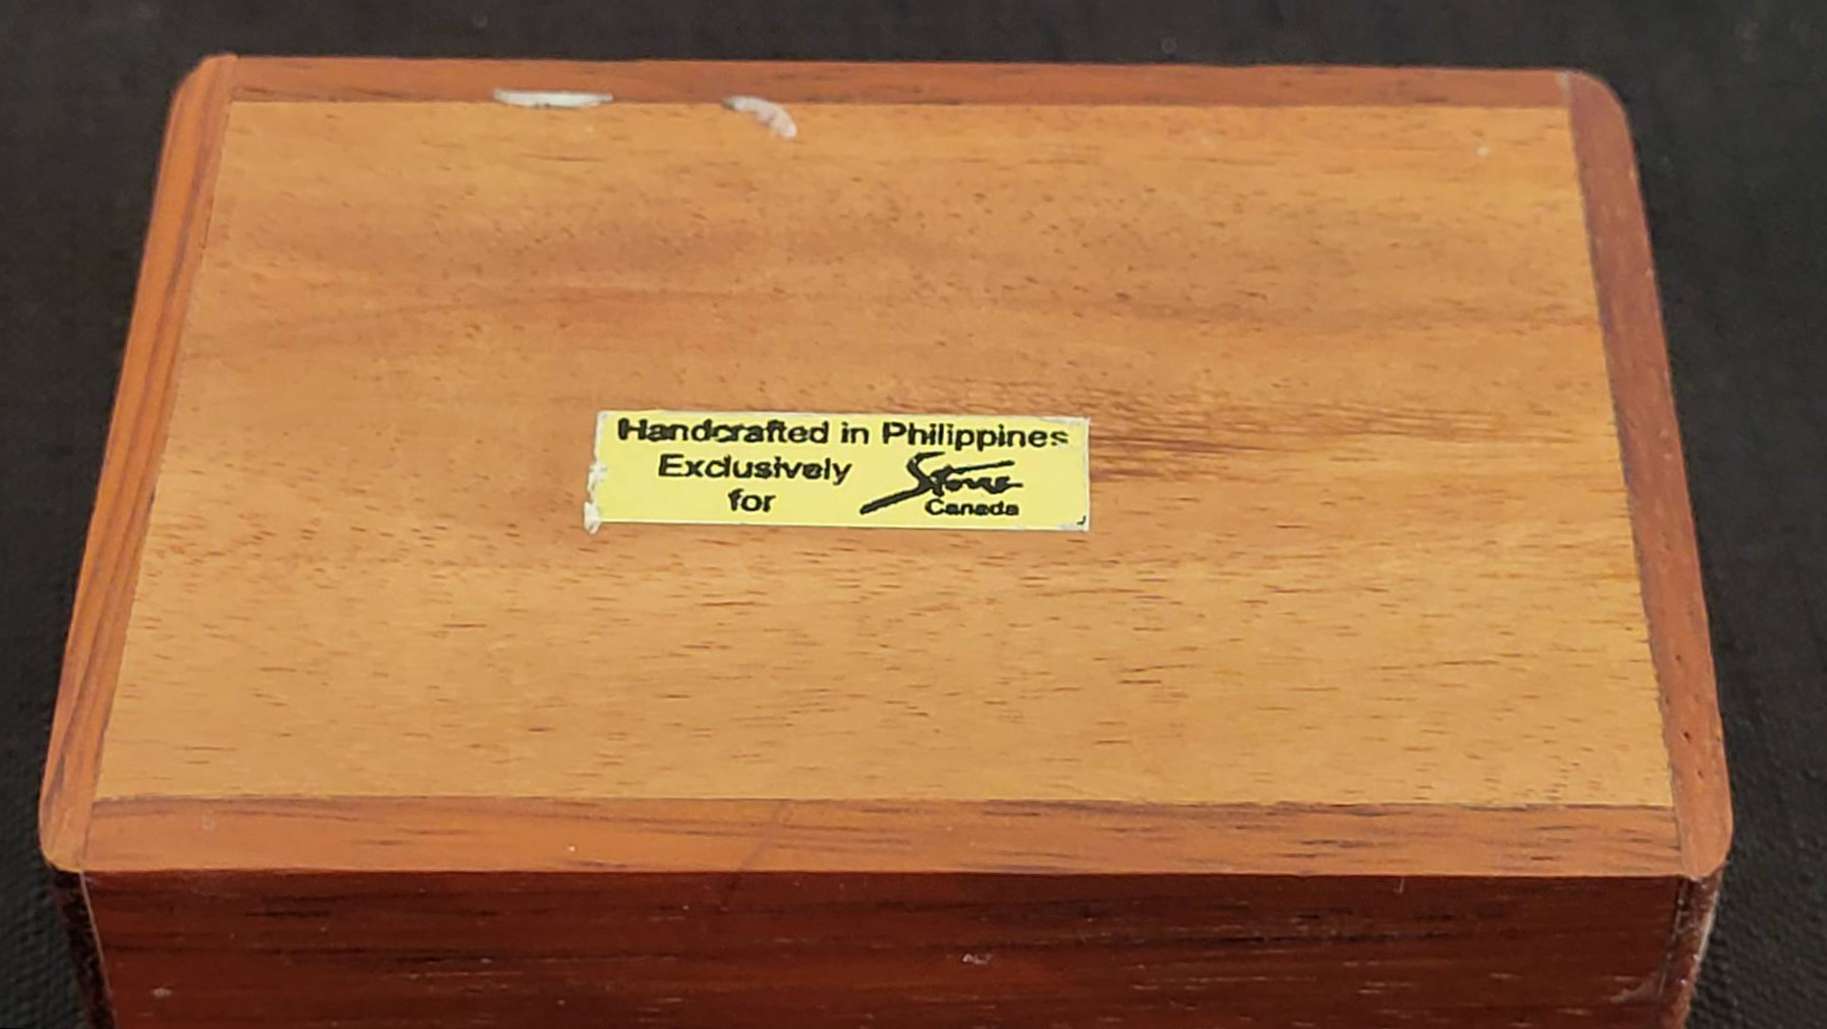 Handcrafted in Philippines
Exclusively
for
Canada